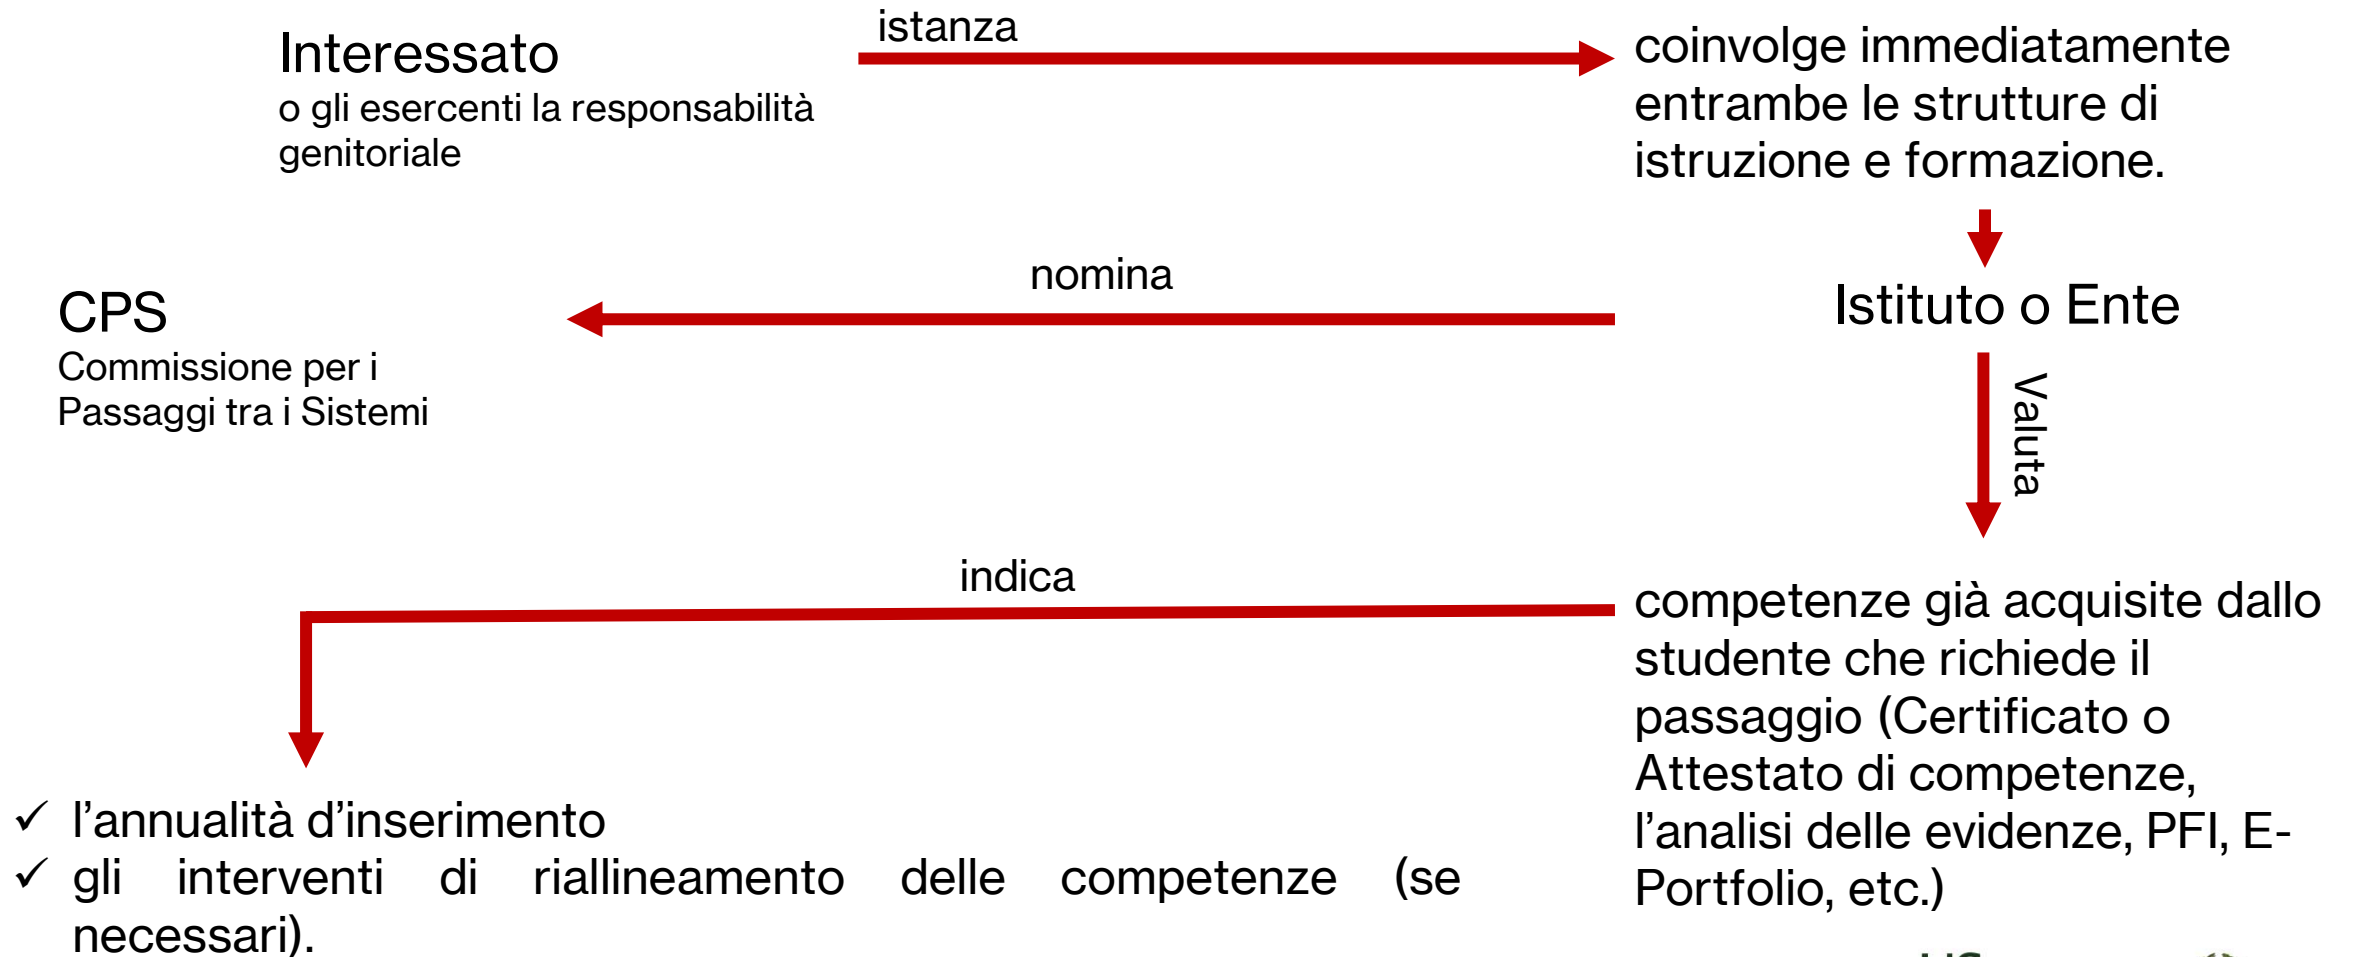 istanza
Interessato
o gli esercenti la responsabilità
genitoriale
coinvolge immediatamente
entrambe le strutture di
istruzione e formazione.
nomina
CPS
Commissione per i
Passaggi tra i Sistemi
Istituto o Ente
Valuta
indica
competenze già acquisite dallo
studente che richiede il
passaggio (Certificato o
Attestato di competenze,
l’analisi delle evidenze, PFI, E-
Portfolio, etc.)
✓ l’annualità d’inserimento
✓ gli interventi di riallineamento delle competenze (se
necessari).